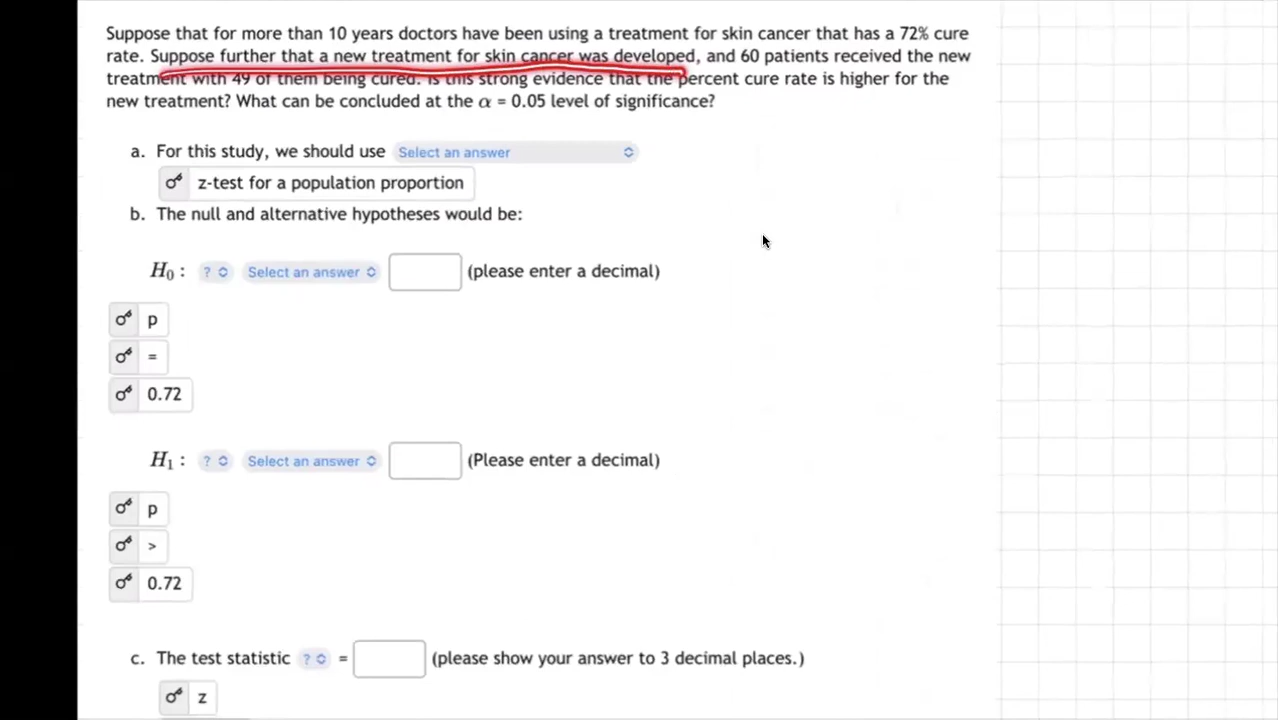 Suppose that for more than 10 years doctors have been using a treatment for skin cancer that has a 72% cure
rate. Suppose further that a new treatment for skin cancer was developed, and 60 patients received the new
treatment with 49 of them being cured. Is this strong evidence that the percent cure rate is higher for the
new treatment? What can be concluded at the α = 0.05 level of significance?
a. For this study, we should use Select an answer
z-test for a population proportion
b. The null and alternative hypotheses would be:
H₀ : ? Select an answer (please enter a decimal)
p
=
0.72
H₁ : ? Select an answer (Please enter a decimal)
p
>
0.72
c. The test statistic ? = (please show your answer to 3 decimal places.)
z